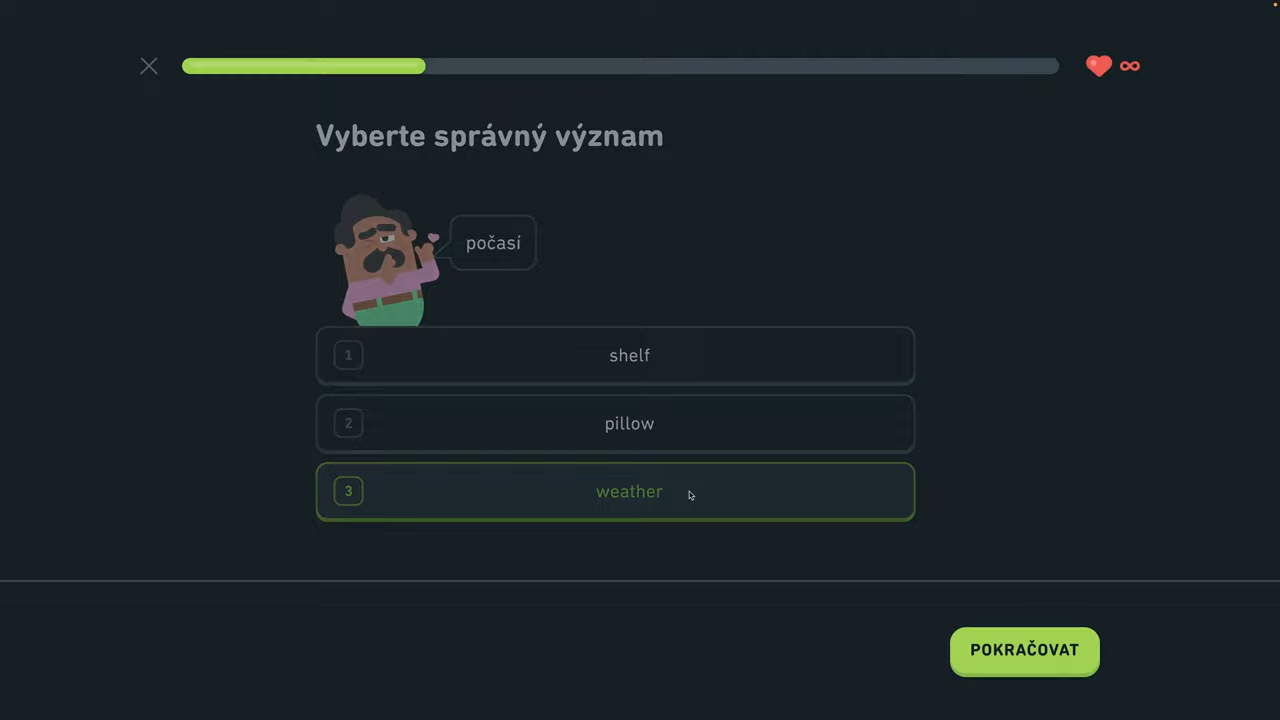 Vyberte správný význam
počasí
1 shelf
2 pillow
3 weather
POKRAČOVAT